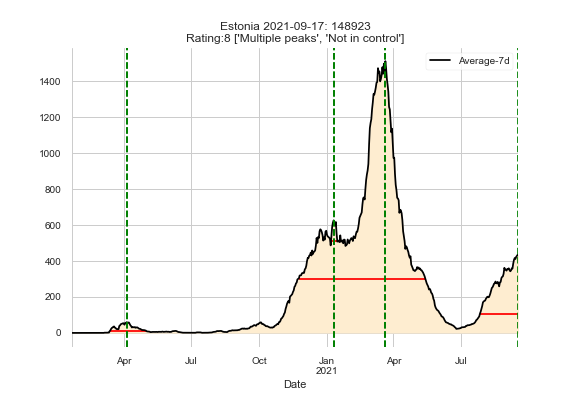 Estonia 2021-09-17: 148923
Rating:8 ['Multiple peaks', 'Not in control']
Average-7d
1400
1200
1000
800
600
400
200
0
Apr Jul Oct Jan Apr Jul
2021
Date